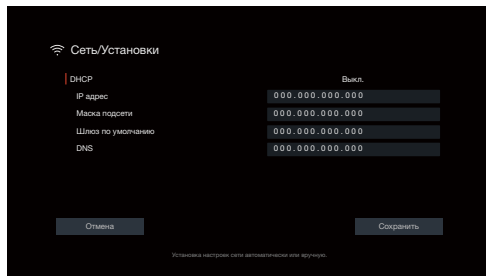 Сеть/Установки
DHCP Выкл.
IP адрес 000.000.000.000
Маска подсети 000.000.000.000
Шлюз по умолчанию 000.000.000.000
DNS 000.000.000.000
Отмена Сохранить
Установка настроек сети автоматически или вручную.